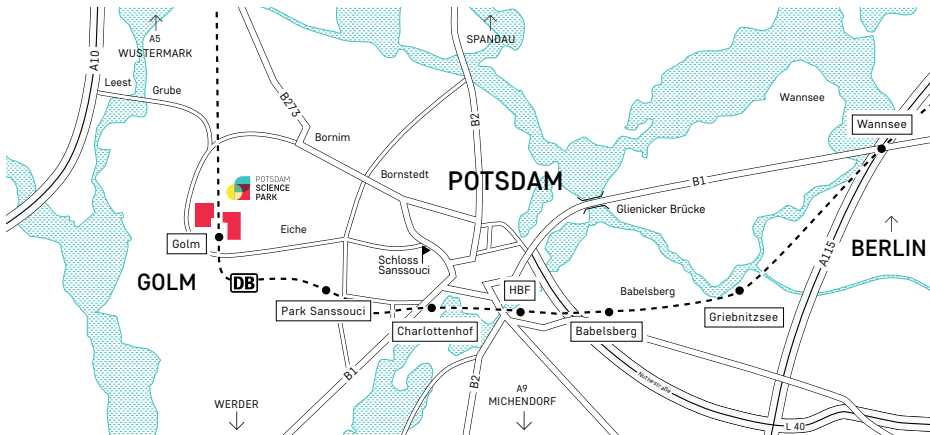 A5
WUSTERMARK
SPANDAU
A10
Leest
Grube
B273
B2
Wannsee
Wannsee
Bornim
Bornstedt
POTSDAM
B1
POTSDAM
SCIENCE
PARK
Glienicker Brücke
Eiche
Golm
Schloss
Sanssouci
A115
BERLIN
GOLM
DB
HBF
Babelsberg
Park Sanssouci
Charlottenhof
Babelsberg
Griebnitzsee
B1
B2
Nuthestraße
A9
MICHENDORF
WERDER
L 40